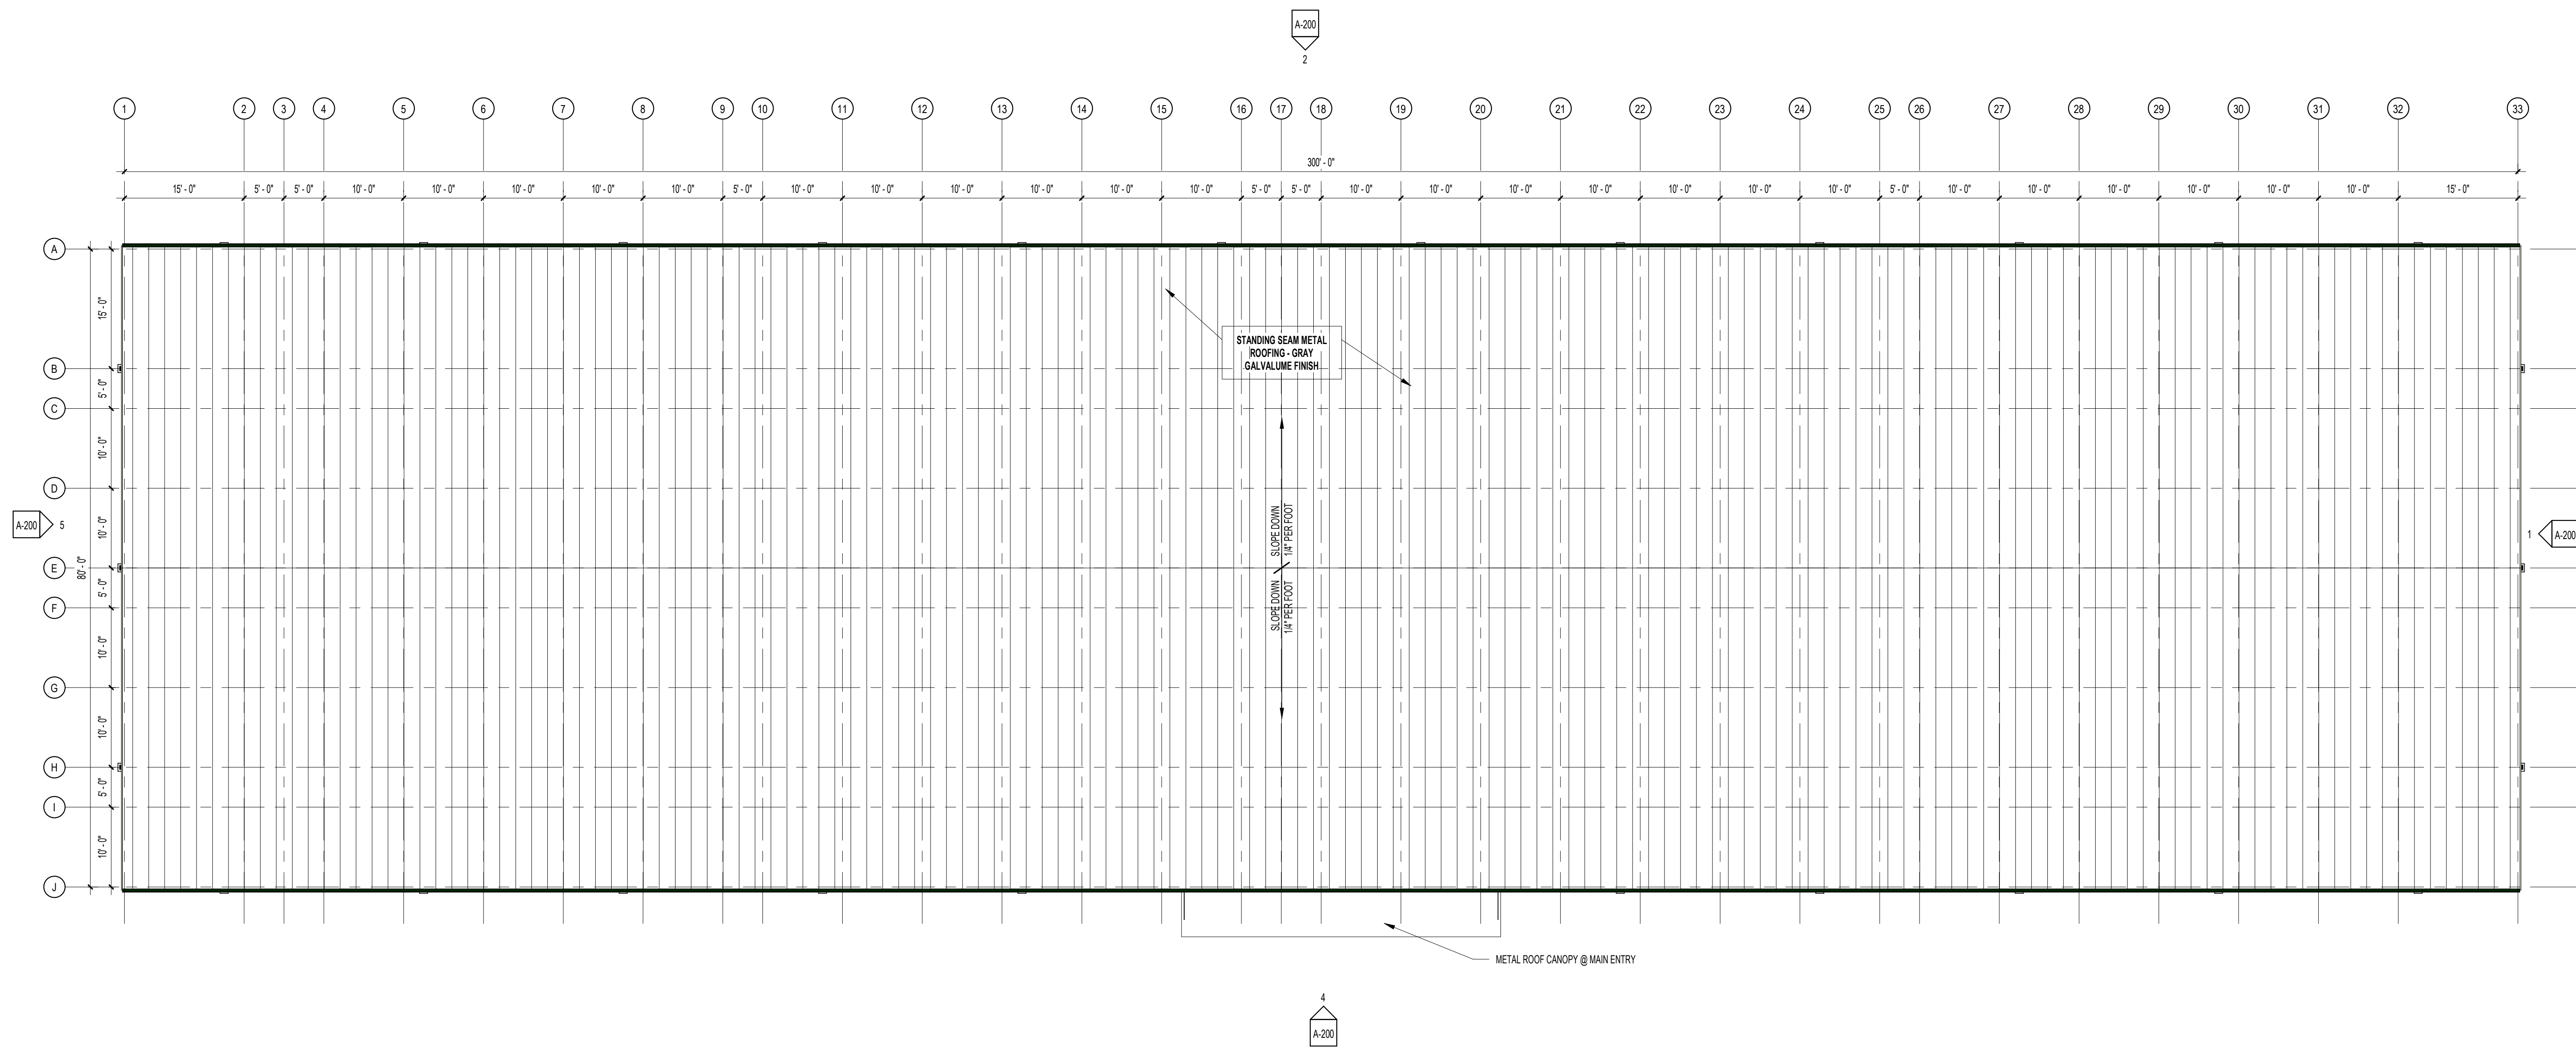 A-200
2
1 2 3 4 5 6 7 8 9 10 11 12 13 14 15 16 17 18 19 20 21 22 23 24 25 26 27 28 29 30 31 32 33
300' - 0"
15' - 0" 5' - 0" 5' - 0" 10' - 0" 10' - 0" 10' - 0" 10' - 0" 10' - 0" 5' - 0" 10' - 0" 10' - 0" 10' - 0" 10' - 0" 10' - 0" 10' - 0" 5' - 0" 5' - 0" 10' - 0" 10' - 0" 10' - 0" 10' - 0" 10' - 0" 10' - 0" 10' - 0" 5' - 0" 10' - 0" 10' - 0" 10' - 0" 10' - 0" 10' - 0" 10' - 0" 15' - 0"
A
15' - 0"
STANDING SEAM METAL
ROOFING - GRAY
GALVALUME FINISH
B
5' - 0"
C
10' - 0"
D
A-200
5
10' - 0"
SLOPE DOWN
1/4" PER FOOT
1
A-200
E
80' - 0"
5' - 0"
SLOPE DOWN
1/4" PER FOOT
F
10' - 0"
G
10' - 0"
H
5' - 0"
I
10' - 0"
J
METAL ROOF CANOPY @ MAIN ENTRY
4
A-200